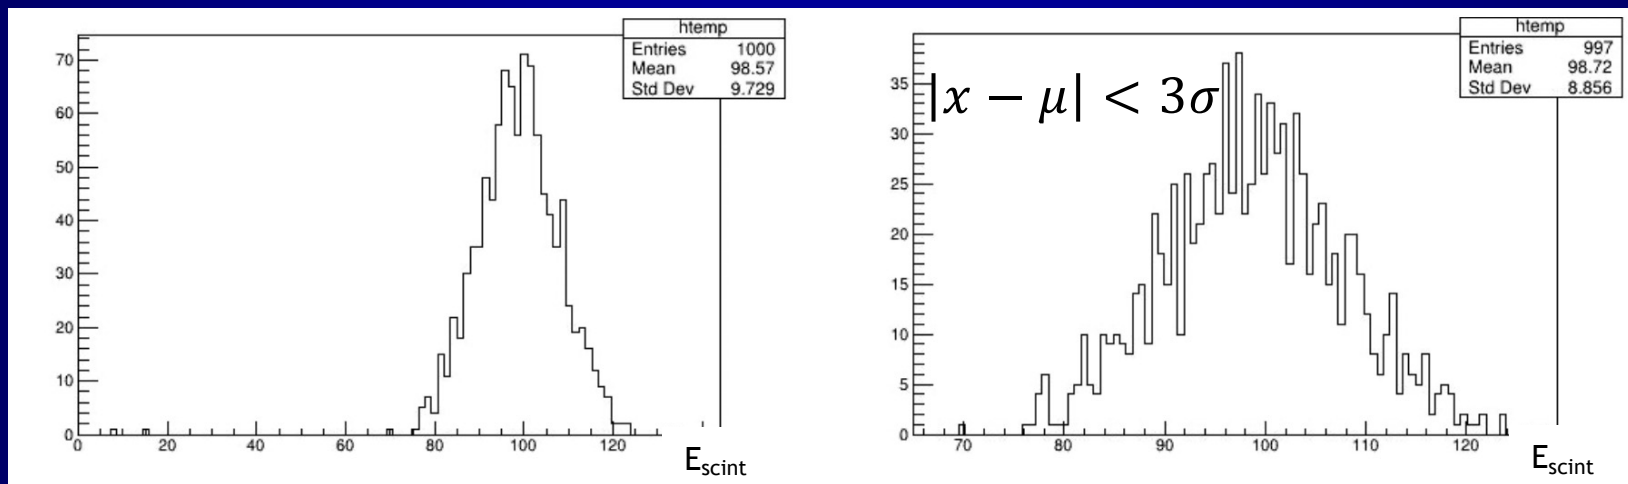 htemp
Entries 1000
Mean 98.57
Std Dev 9.729
70
60
50
40
30
20
10
0
0 20 40 60 80 100 120
E_scint
htemp
Entries 997
Mean 98.72
Std Dev 8.856
|x − μ| < 3σ
35
30
25
20
15
10
5
0
70 80 90 100 110 120
E_scint